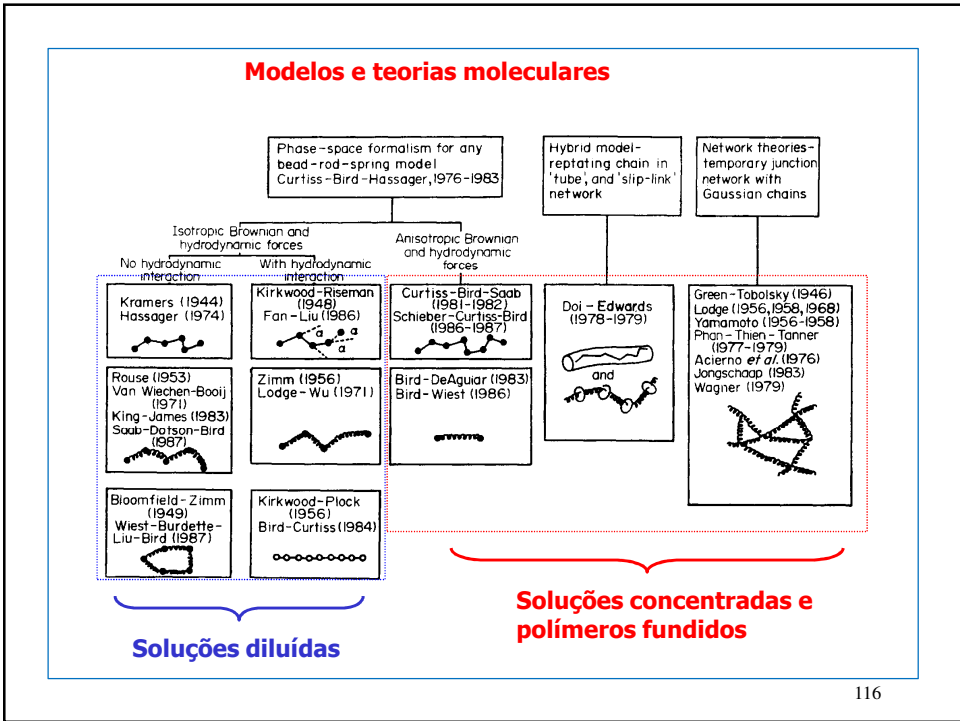 Modelos e teorias moleculares
Phase-space formalism for any
bead-rod-spring model
Curtiss-Bird-Hassager, 1976-1983
Hybrid model-
reptating chain in
'tube', and 'slip-link'
network
Network theories-
temporary junction
network with
Gaussian chains
Isotropic Brownian and
hydrodynamic forces
Anisotropic Brownian
and hydrodynamic
forces
No hydrodynamic
interaction
With hydrodynamic
interaction
Kramers (1944)
Hassager (1974)
Kirkwood-Riseman
(1948)
Fan-Liu (1986)
α
α
Curtiss-Bird-Saab
(1981-1982)
Schieber-Curtiss-Bird
(1986-1987)
Doi-Edwards
(1978-1979)
and
Green-Tobolsky (1946)
Lodge (1956, 1958, 1968)
Yamamoto (1956-1958)
Phan-Thien-Tanner
(1977-1979)
Acierno et al. (1976)
Jongschaap (1983)
Wagner (1979)
Rouse (1953)
Van Wiechen-Booij
(1971)
King-James (1983)
Saab-Dotson-Bird
(1987)
Zimm (1956)
Lodge-Wu (1971)
Bird-DeAguiar (1983)
Bird-Wiest (1986)
Bloomfield-Zimm
(1949)
Wiest-Burdette-
Liu-Bird (1987)
Kirkwood-Plock
(1956)
Bird-Curtiss (1984)
Soluções diluídas
Soluções concentradas e
polímeros fundidos
116